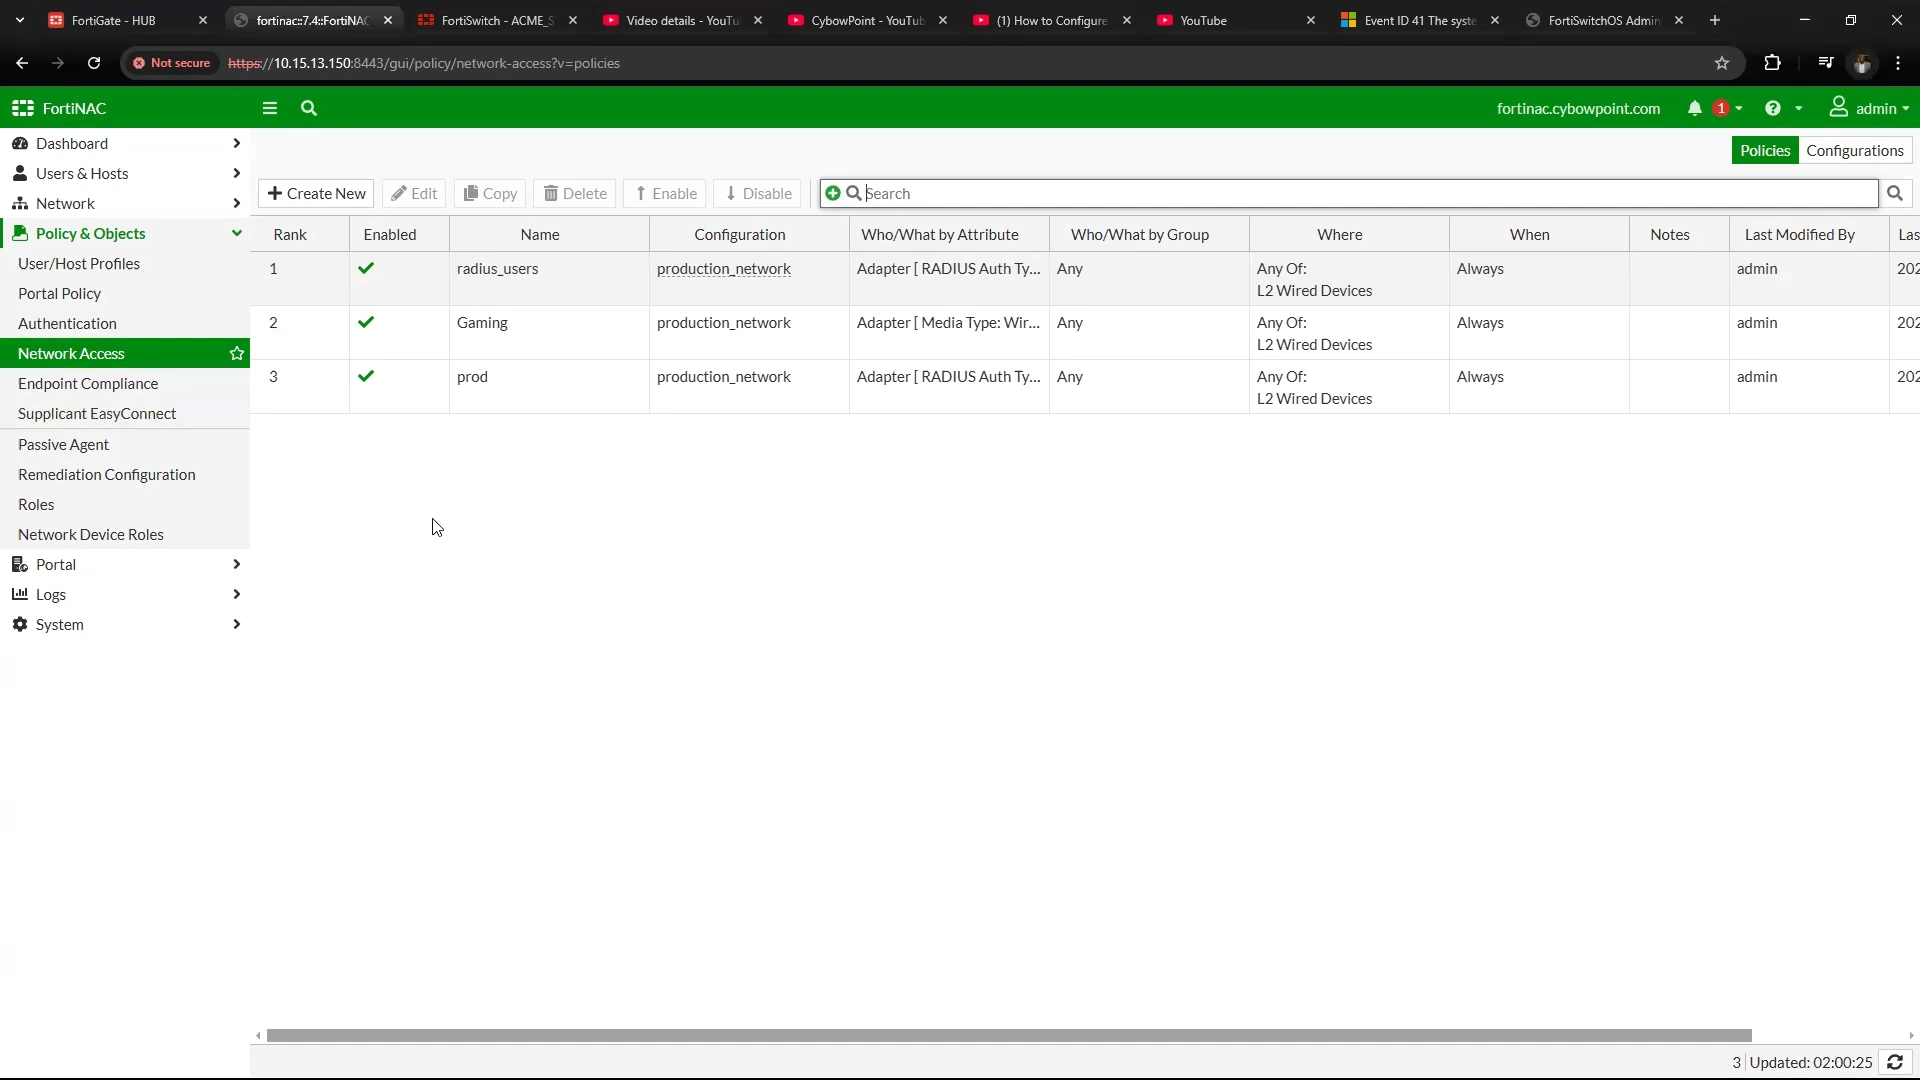 FortiGate - HUB
fortinac::7.4::FortiNAC
FortiSwitch - ACME_S
Video details - YouTu
CybowPoint - YouTub
(1) How to Configure
YouTube
Event ID 41 The syste
FortiSwitchOS Admin
Not secure
https://10.15.13.150:8443/gui/policy/network-access?v=policies
FortiNAC
fortinac.cybowpoint.com
1
admin
Dashboard
Users & Hosts
Network
Policy & Objects
User/Host Profiles
Portal Policy
Authentication
Network Access
Endpoint Compliance
Supplicant EasyConnect
Passive Agent
Remediation Configuration
Roles
Network Device Roles
Portal
Logs
System
Policies Configurations
Create New Edit Copy Delete Enable Disable Search
Rank Enabled Name Configuration Who/What by Attribute Who/What by Group Where When Notes Last Modified By Las
1 radius_users production_network Adapter [ RADIUS Auth Ty... Any Any Of: Always admin 202
L2 Wired Devices
2 Gaming production_network Adapter [ Media Type: Wir... Any Any Of: Always admin 202
L2 Wired Devices
3 prod production_network Adapter [ RADIUS Auth Ty... Any Any Of: Always admin 202
L2 Wired Devices
3 Updated: 02:00:25